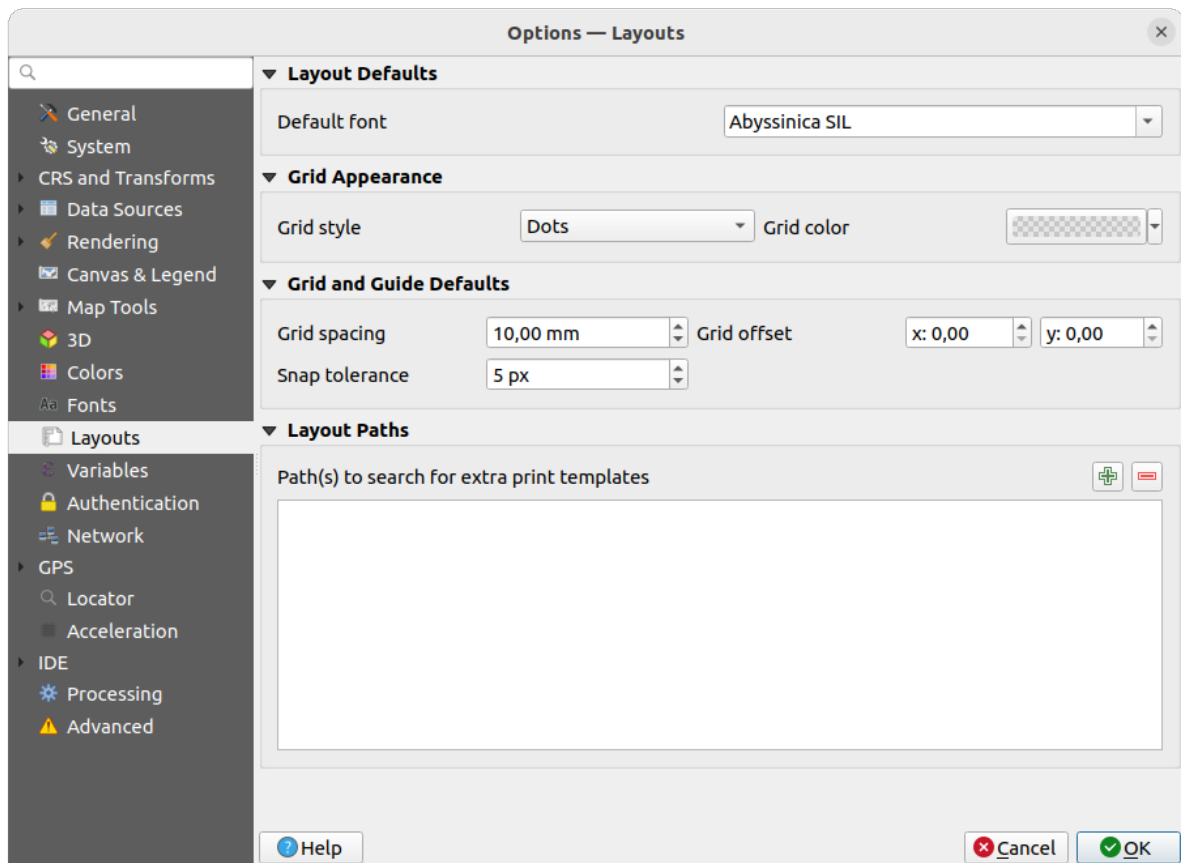 Options — Layouts
General
System
CRS and Transforms
Data Sources
Rendering
Canvas & Legend
Map Tools
3D
Colors
Aa Fonts
Layouts
Variables
Authentication
Network
GPS
Locator
Acceleration
IDE
Processing
Advanced
Layout Defaults
Default font Abyssinica SIL
Grid Appearance
Grid style Dots Grid color
Grid and Guide Defaults
Grid spacing 10,00 mm Grid offset x: 0,00 y: 0,00
Snap tolerance 5 px
Layout Paths
Path(s) to search for extra print templates
Help Cancel OK